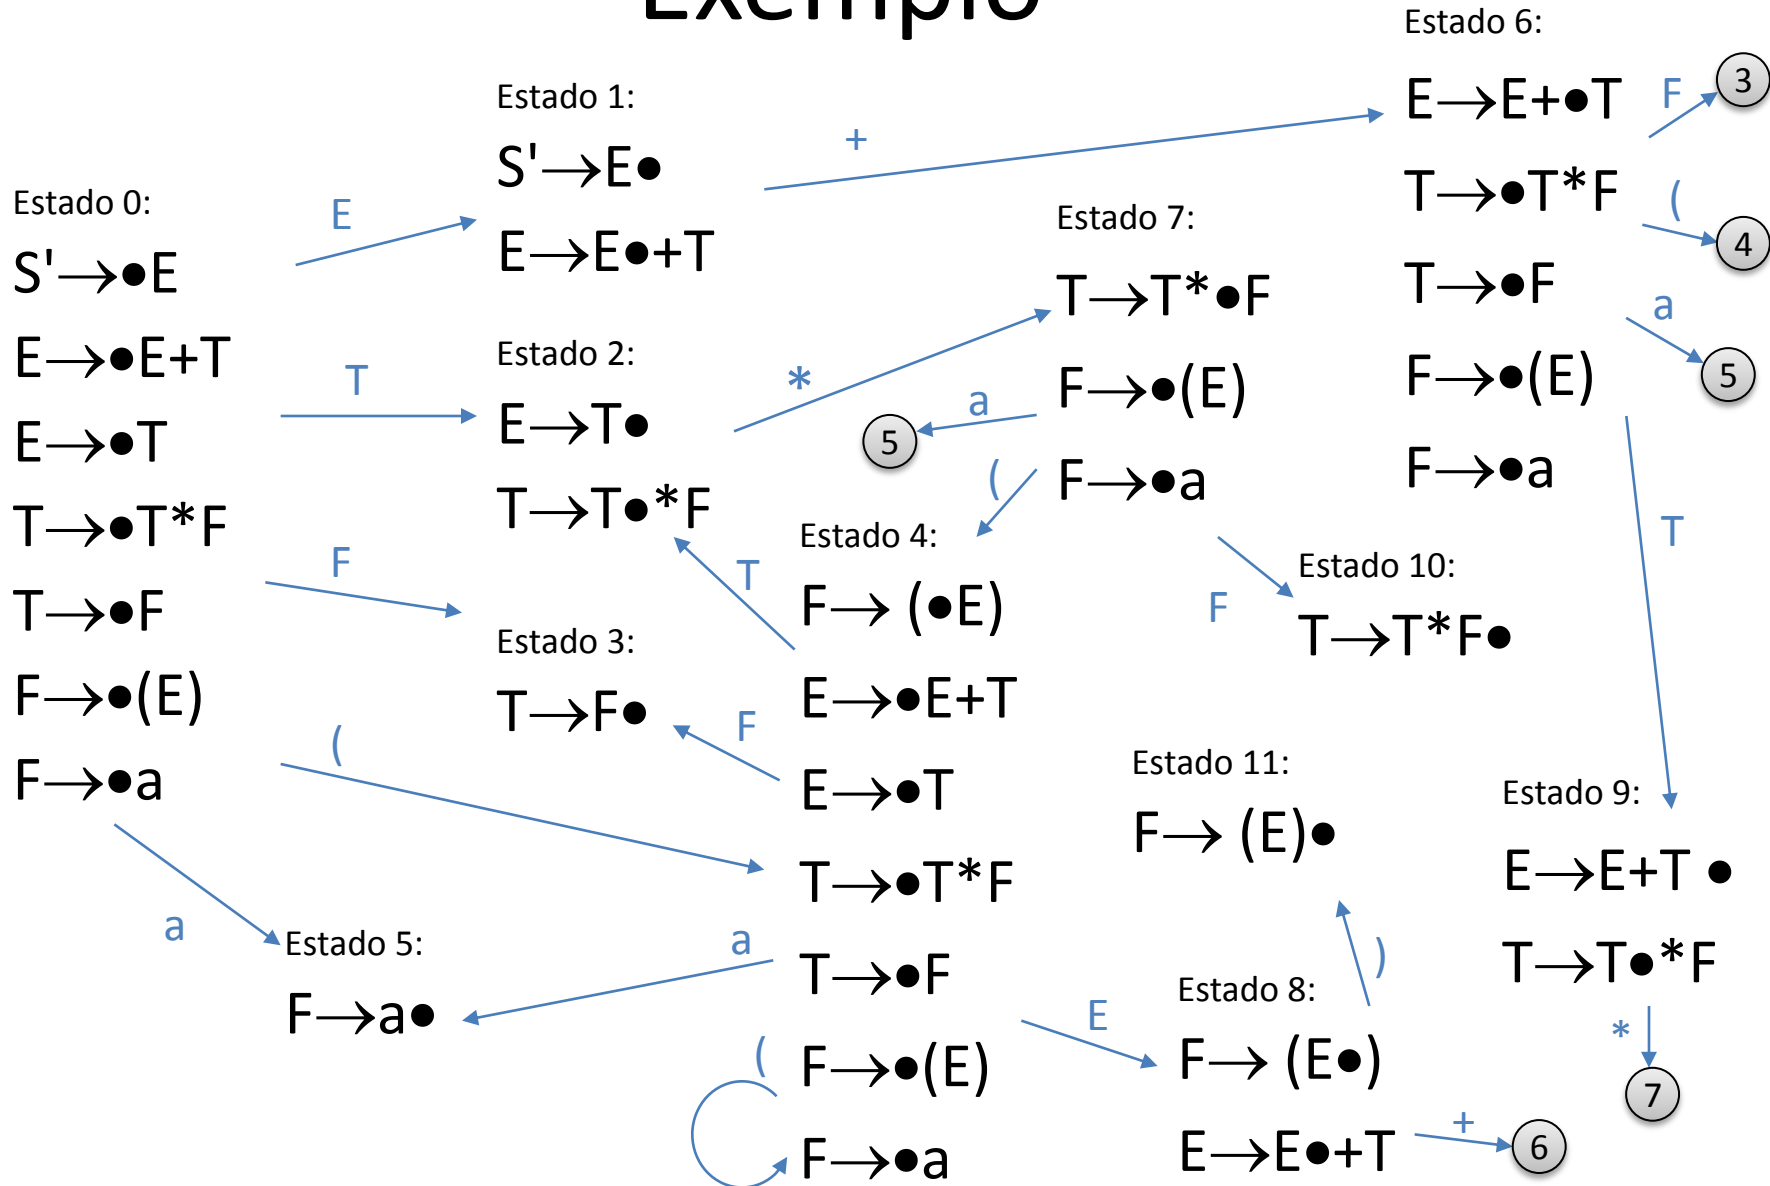 Exemplo
Estado 0:
S'→●E
E→●E+T
E→●T
T→●T*F
T→●F
F→●(E)
F→●a
E
T
F
(
a
Estado 1:
S'→E●
E→E●+T
+
Estado 2:
E→T●
T→T●*F
*
Estado 3:
T→F●
Estado 5:
F→a●
Estado 4:
F→ (●E)
E→●E+T
E→●T
T→●T*F
T→●F
F→●(E)
F→●a
T
F
a
(
E
Estado 7:
T→T*●F
F→●(E)
F→●a
a
5
(
F
Estado 10:
T→T*F●
Estado 11:
F→ (E)●
)
Estado 8:
F→ (E●)
E→E●+T
+
6
Estado 6:
E→E+●T
T→●T*F
T→●F
F→●(E)
F→●a
F
3
(
4
a
5
T
Estado 9:
E→E+T ●
T→T●*F
*
7